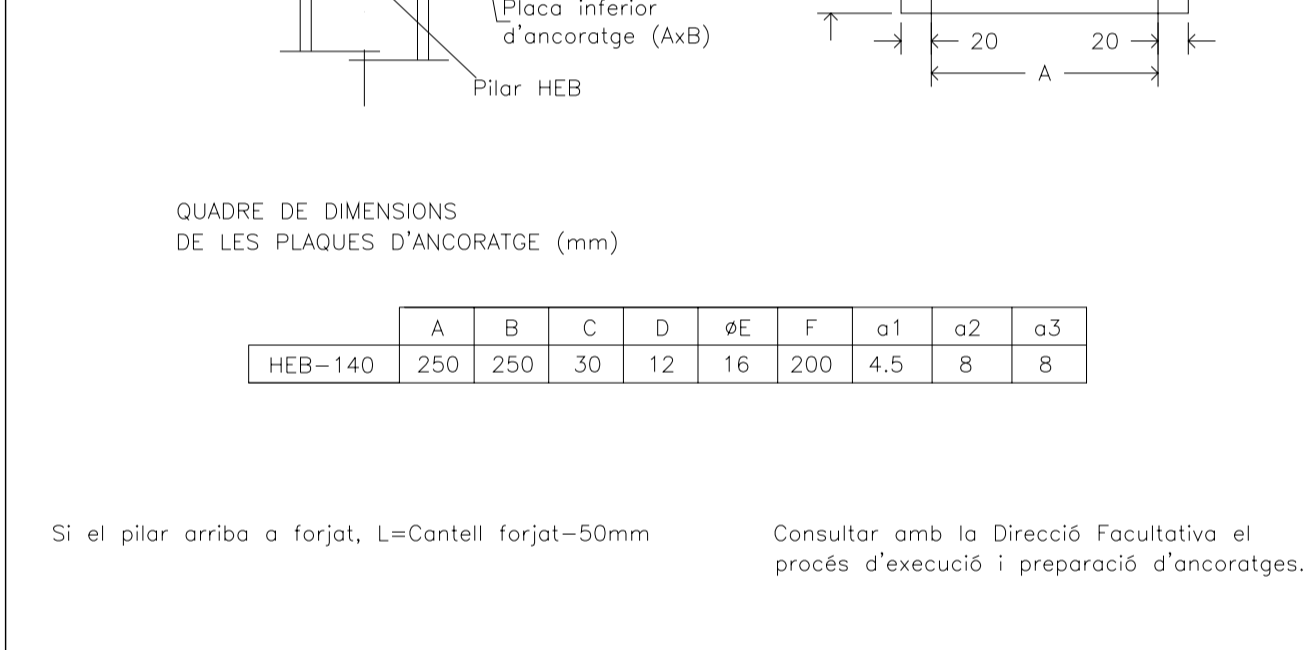 Placa inferior
d'ancoratge (AxB)
Pilar HEB
20 20
A
QUADRE DE DIMENSIONS
DE LES PLAQUES D'ANCORATGE (mm)
A B C D øE F a1 a2 a3
HEB-140 250 250 30 12 16 200 4.5 8 8
Si el pilar arriba a forjat, L=Cantell forjat-50mm
Consultar amb la Direcció Facultativa el
procés d'execució i preparació d'ancoratges.